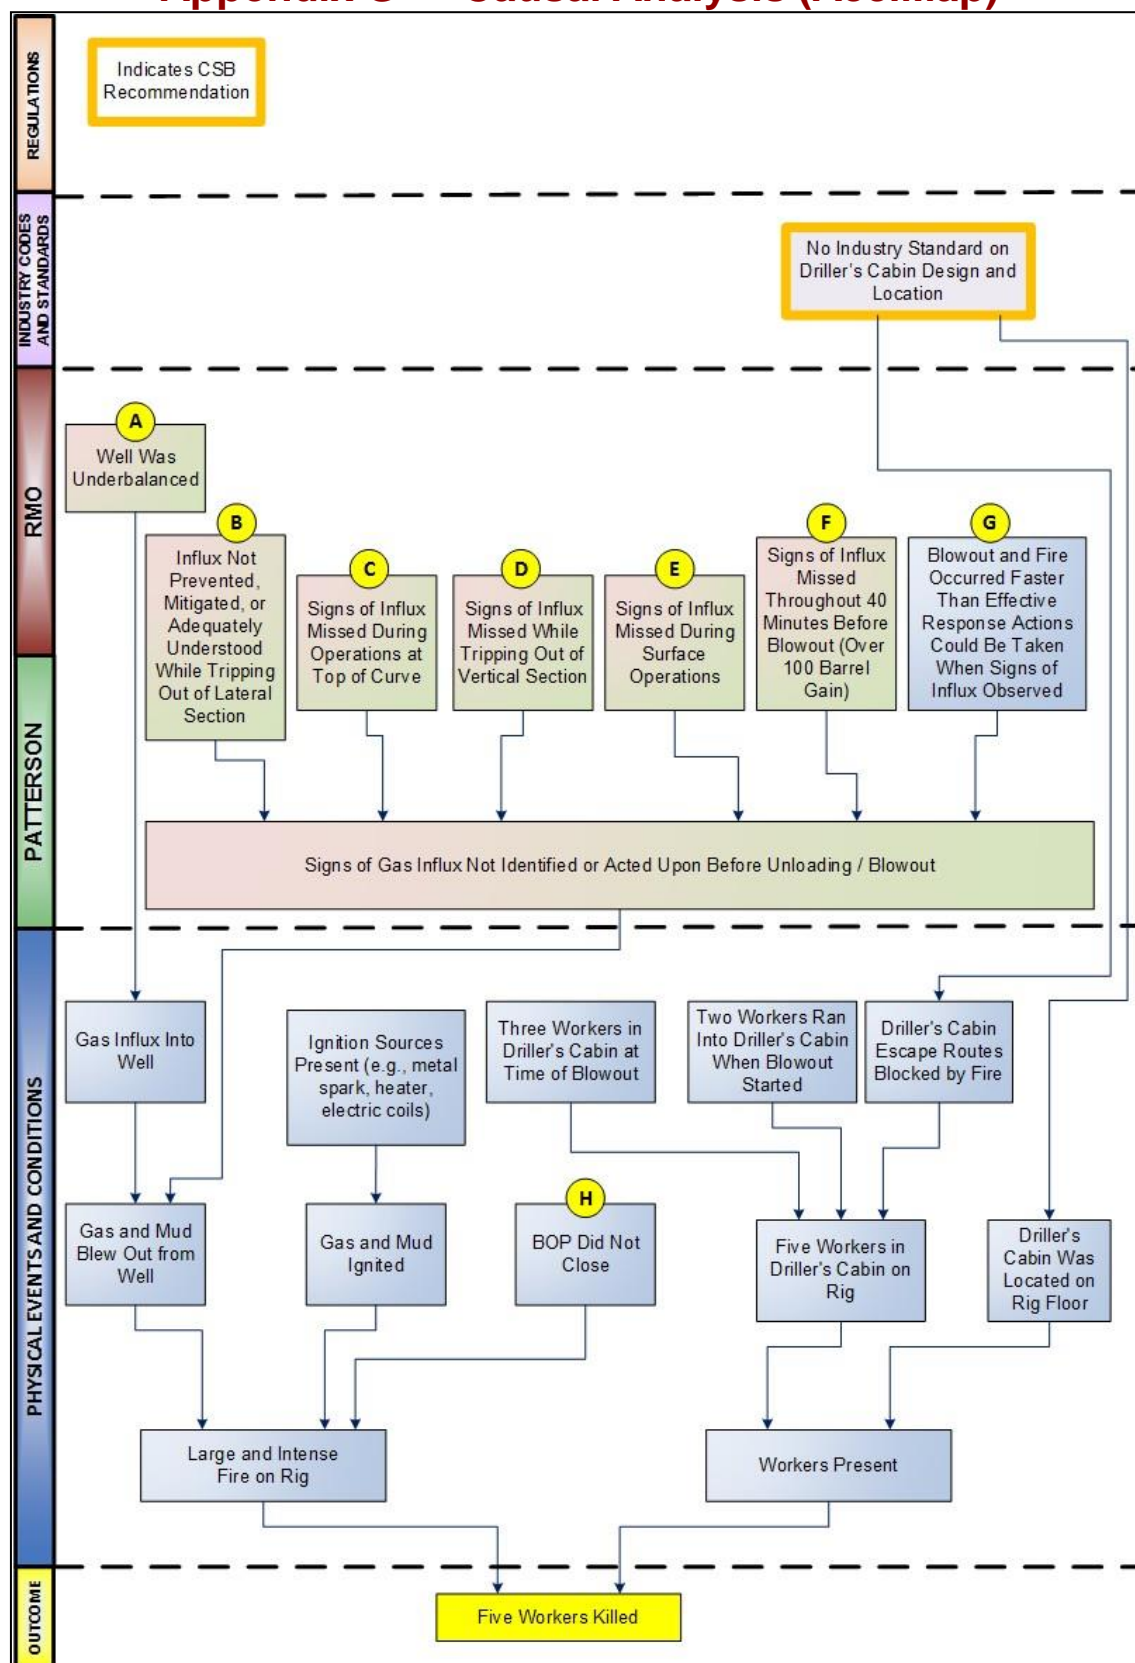 Indicates CSB
Recommendation
REGULATIONS
INDUSTRY CODES
AND STANDARDS
No Industry Standard on
Driller's Cabin Design and
Location
RMO
A
Well Was
Underbalanced
B
Influx Not
Prevented,
Mitigated, or
Adequately
Understood
While Tripping
Out of Lateral
Section
C
Signs of Influx
Missed During
Operations at
Top of Curve
D
Signs of Influx
Missed While
Tripping Out of
Vertical Section
E
Signs of Influx
Missed During
Surface
Operations
F
Signs of Influx
Missed
Throughout 40
Minutes Before
Blowout (Over
100 Barrel
Gain)
G
Blowout and Fire
Occurred Faster
Than Effective
Response Actions
Could be Taken
When Signs of
Influx Observed
PATTERSON
Signs of Gas Influx Not Identified or Acted Upon Before Unloading / Blowout
PHYSICAL EVENTS AND CONDITIONS
Gas Influx Into
Well
Ignition Sources
Present (e.g., metal
spark, heater,
electric coils)
Three Workers in
Driller's Cabin at
Time of Blowout
Two Workers Ran
Into Driller's Cabin
When Blowout
Started
Driller's Cabin
Escape Routes
Blocked by Fire
Gas and Mud
Blew Out from
Well
Gas and Mud
Ignited
H
BOP Did Not
Close
Five Workers in
Driller's Cabin on
Rig
Driller's
Cabin Was
Located on
Rig Floor
Large and Intense
Fire on Rig
Workers Present
OUTCOME
Five Workers Killed